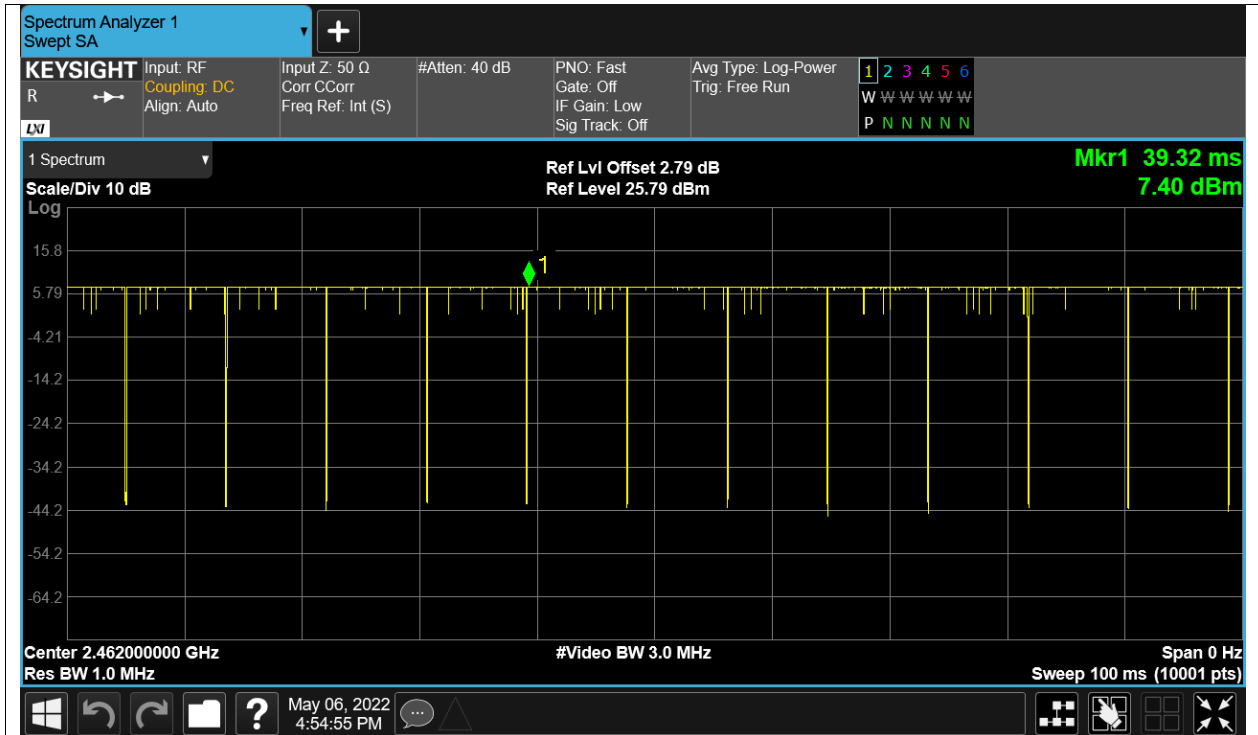 Spectrum Analyzer 1
Swept SA
KEYSIGHT
R
LXI
Input: RF
Coupling: DC
Align: Auto
Input Z: 50 Ω
Corr CCorr
Freq Ref: Int (S)
#Atten: 40 dB
PNO: Fast
Gate: Off
IF Gain: Low
Sig Track: Off
Avg Type: Log-Power
Trig: Free Run
1 2 3 4 5 6
W W W W W W
P N N N N N
1 Spectrum
Scale/Div 10 dB
Log
Ref Lvl Offset 2.79 dB
Ref Level 25.79 dBm
Mkr1 39.32 ms
7.40 dBm
15.8
1
5.79
-4.21
-14.2
-24.2
-34.2
-44.2
-54.2
-64.2
Center 2.462000000 GHz
#Video BW 3.0 MHz
Span 0 Hz
Res BW 1.0 MHz
Sweep 100 ms (10001 pts)
?
May 06, 2022
4:54:55 PM